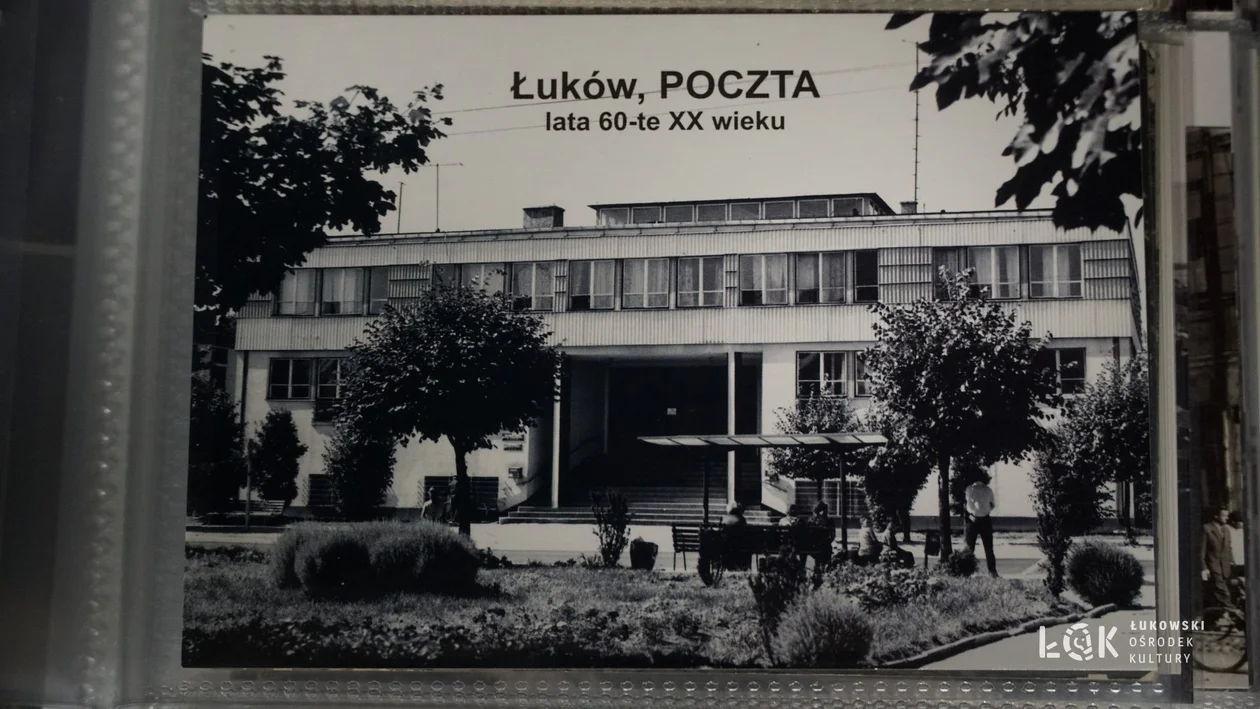 Łuków, POCZTA
lata 60-te XX wieku
ŁOK
ŁUKOWSKI
OŚRODEK
KULTURY